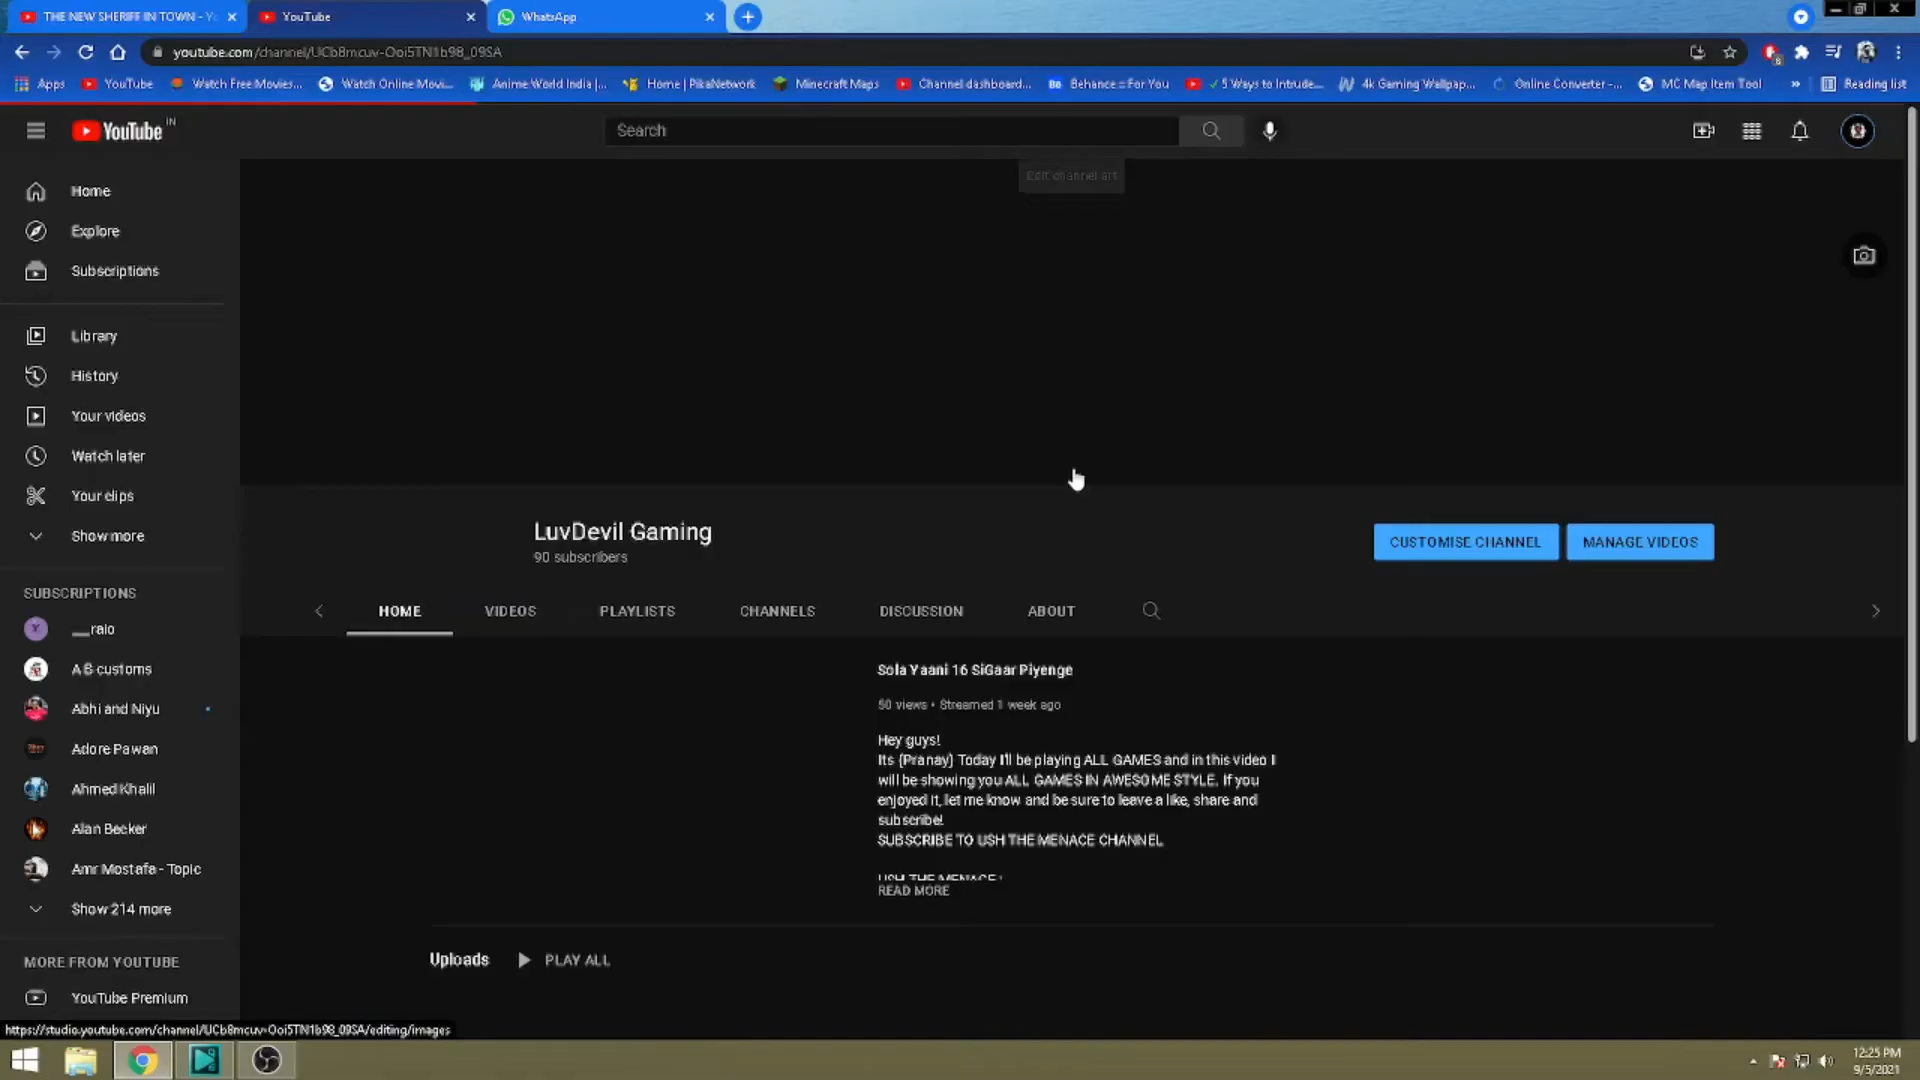 THE NEW SHERIFF IN TOWN - Y
YouTube
WhatsApp
youtube.com/channel/UCb8mcuv-Ooi5TN1b98_09SA
Apps
YouTube
Watch Free Movies...
Watch Online Movi...
Anime World India |...
Home | PikaNetwork
Minecraft Maps
Channel dashboard...
Behance :: For You
✓ 5 Ways to Intrude...
4k Gaming Wallpap...
Online Converter -...
MC Map Item Tool
»
Reading list
YouTube IN
Search
Edit channel art
Home
Explore
Subscriptions
Library
History
Your videos
Watch later
Your clips
Show more
SUBSCRIPTIONS
__raio
A B customs
Abhi and Niyu
Adore Pawan
Ahmed Khalil
Alan Becker
Amr Mostafa - Topic
Show 214 more
MORE FROM YOUTUBE
YouTube Premium
LuvDevil Gaming
90 subscribers
CUSTOMISE CHANNEL
MANAGE VIDEOS
HOME
VIDEOS
PLAYLISTS
CHANNELS
DISCUSSION
ABOUT
Sola Yaani 16 SiGaar Piyenge
50 views • Streamed 1 week ago
Hey guys!
Its {Pranay} Today I'll be playing ALL GAMES and in this video I
will be showing you ALL GAMES IN AWESOME STYLE. If you
enjoyed it, let me know and be sure to leave a like, share and
subscribe!
SUBSCRIBE TO USH THE MENACE CHANNEL
USH THE MENACE :
READ MORE
Uploads
PLAY ALL
https://studio.youtube.com/channel/UCb8mcuv-Ooi5TN1b98_09SA/editing/images
12:25 PM
9/5/2021